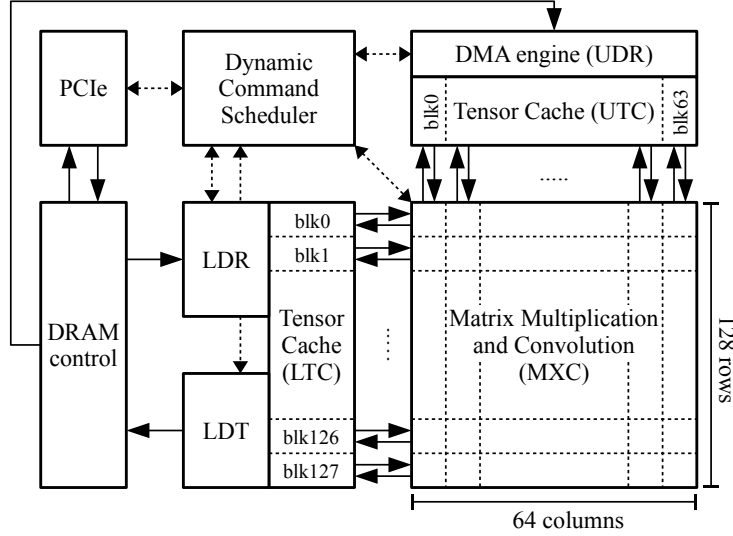 PCIe
Dynamic
Command
Scheduler
DMA engine (UDR)
blk0
Tensor Cache (UTC)
blk63
.....
DRAM
control
LDR
LDT
blk0
blk1
Tensor
Cache
(LTC)
blk126
blk127
.....
Matrix Multiplication
and Convolution
(MXC)
128 rows
64 columns